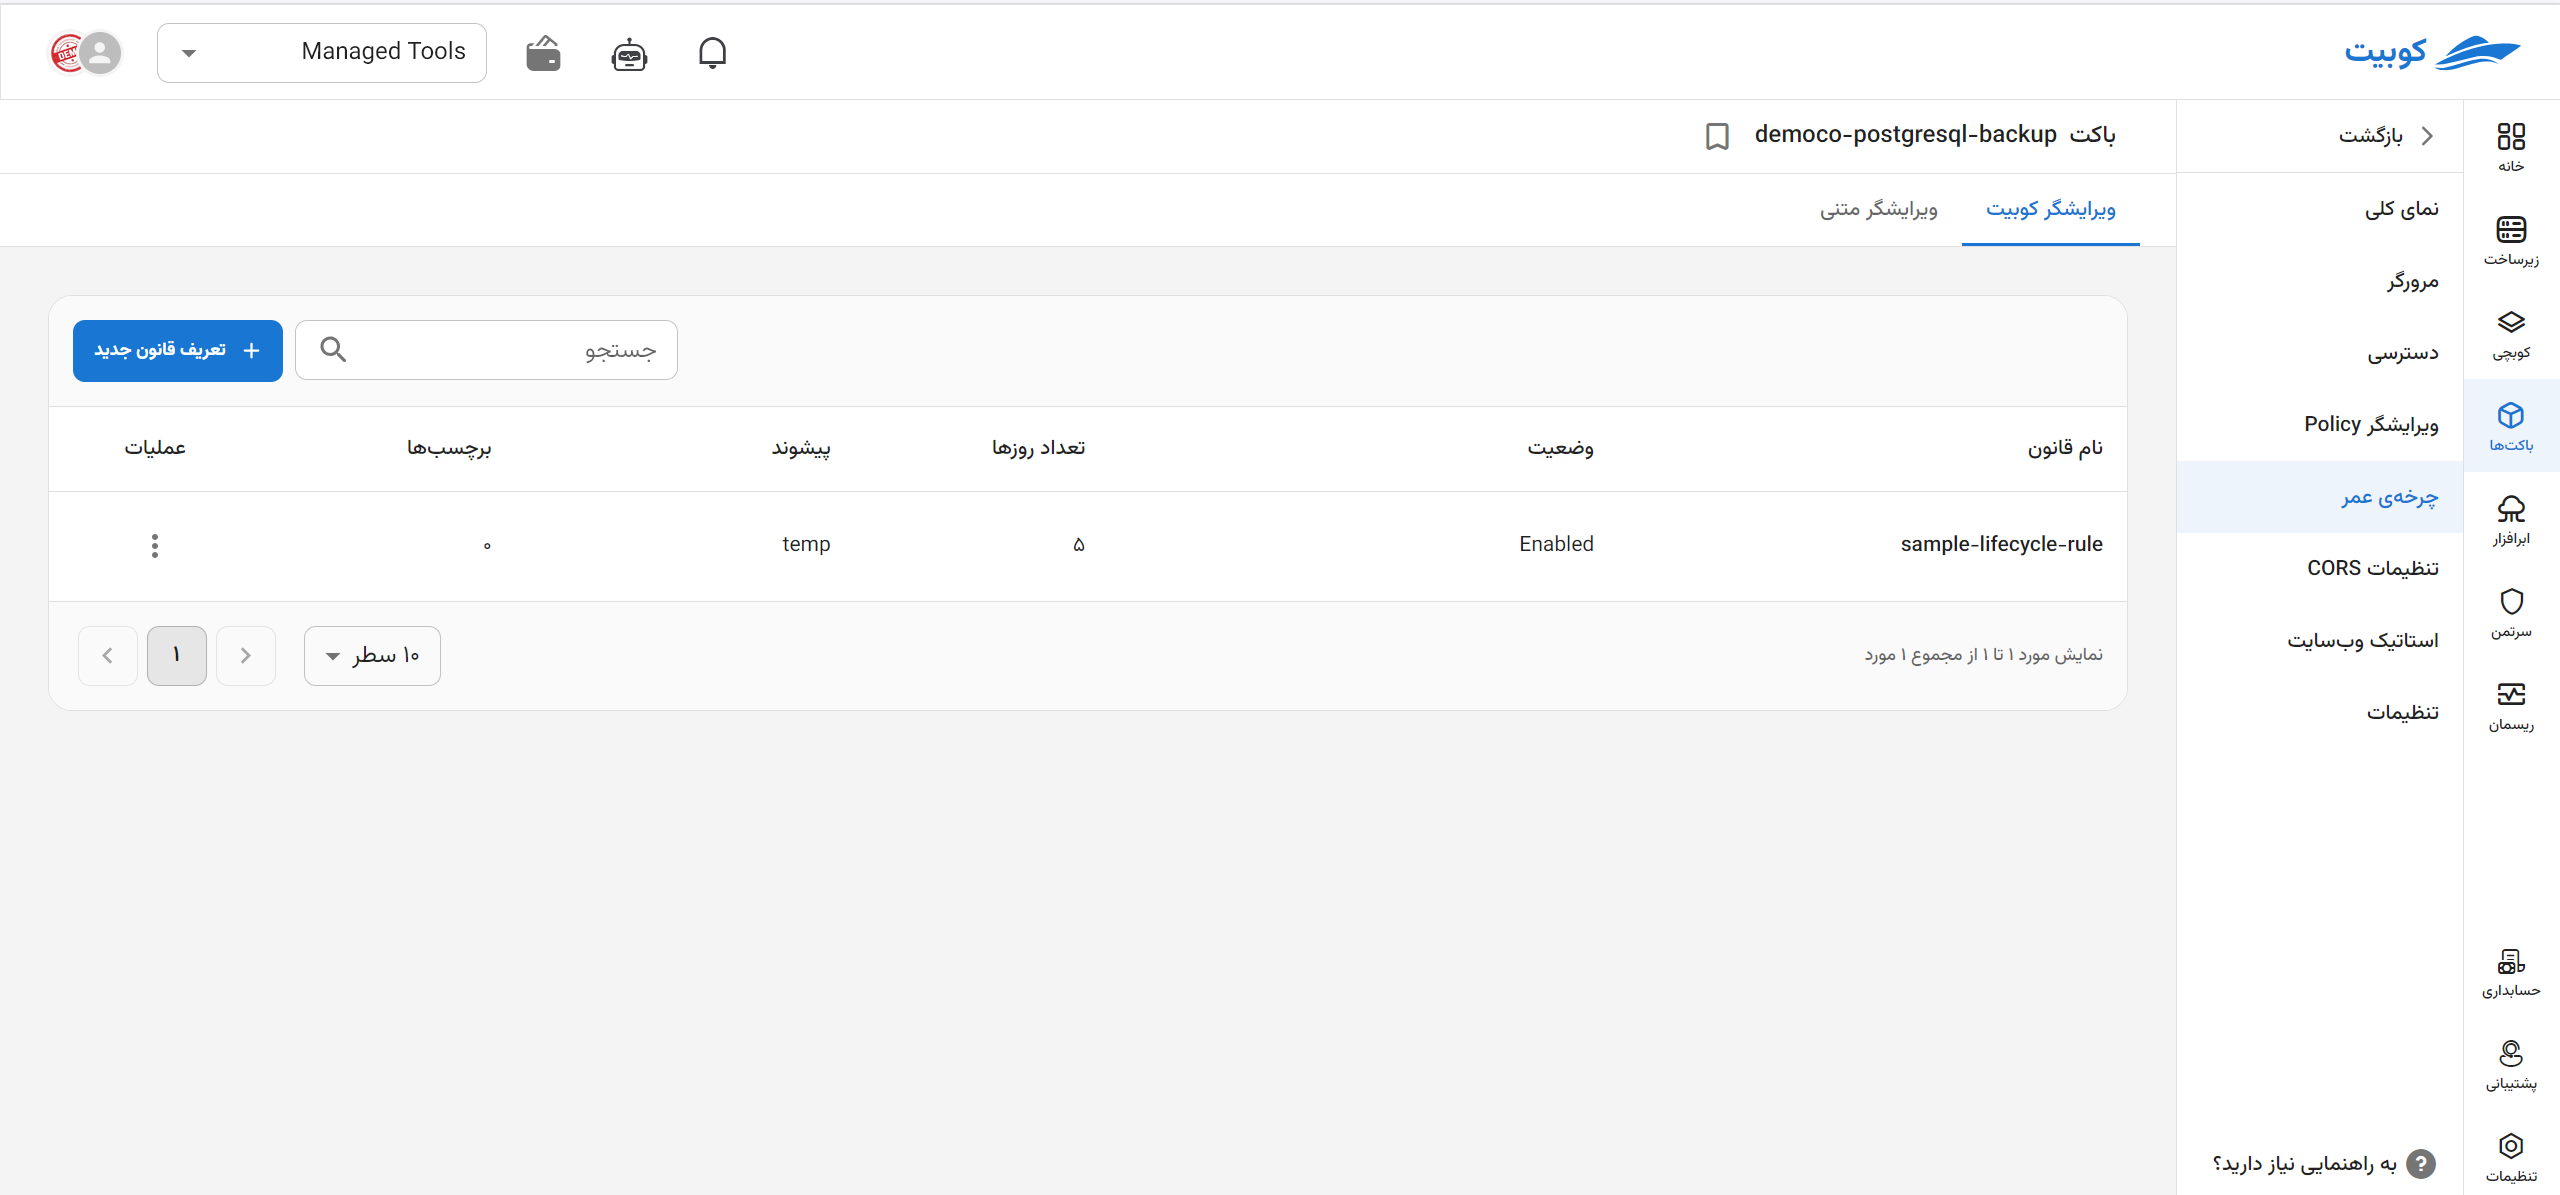 کوبیت
Managed Tools
DEMO
خانه
زیرساخت
کوبچی
باکت‌ها
ابرافزار
سرتمن
ریسمان
حسابداری
پشتیبانی
تنظیمات
بازگشت
نمای کلی
مرورگر
دسترسی
ویرایشگر Policy
چرخه‌ی عمر
تنظیمات CORS
استاتیک وب‌سایت
تنظیمات
به راهنمایی نیاز دارید؟
باکت democo-postgresql-backup
ویرایشگر کوبیت
ویرایشگر متنی
جستجو
تعریف قانون جدید
نام قانون وضعیت تعداد روزها پیشوند برچسب‌ها عملیات
sample-lifecycle-rule Enabled ۵ temp ۰
نمایش مورد ۱ تا ۱ از مجموع ۱ مورد
۱۰ سطر
۱